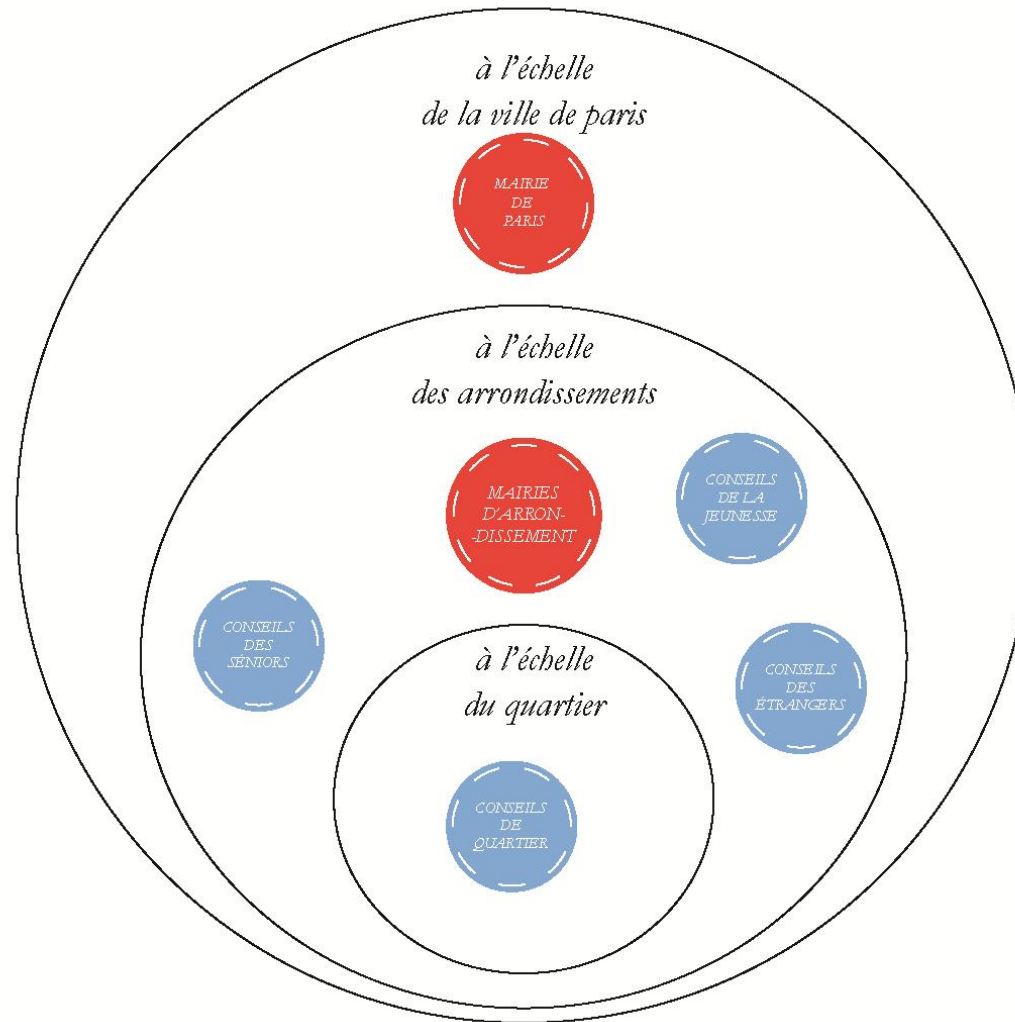 à l'échelle
de la ville de paris
MAIRIE
DE
PARIS
à l'échelle
des arrondissements
MAIRIES
D'ARRON-
-DISSEMENT
CONSEILS
DE LA
JEUNESSE
CONSEILS
DES
SÉNIORS
CONSEILS
DES
ÉTRANGERS
à l'échelle
du quartier
CONSEILS
DE
QUARTIER